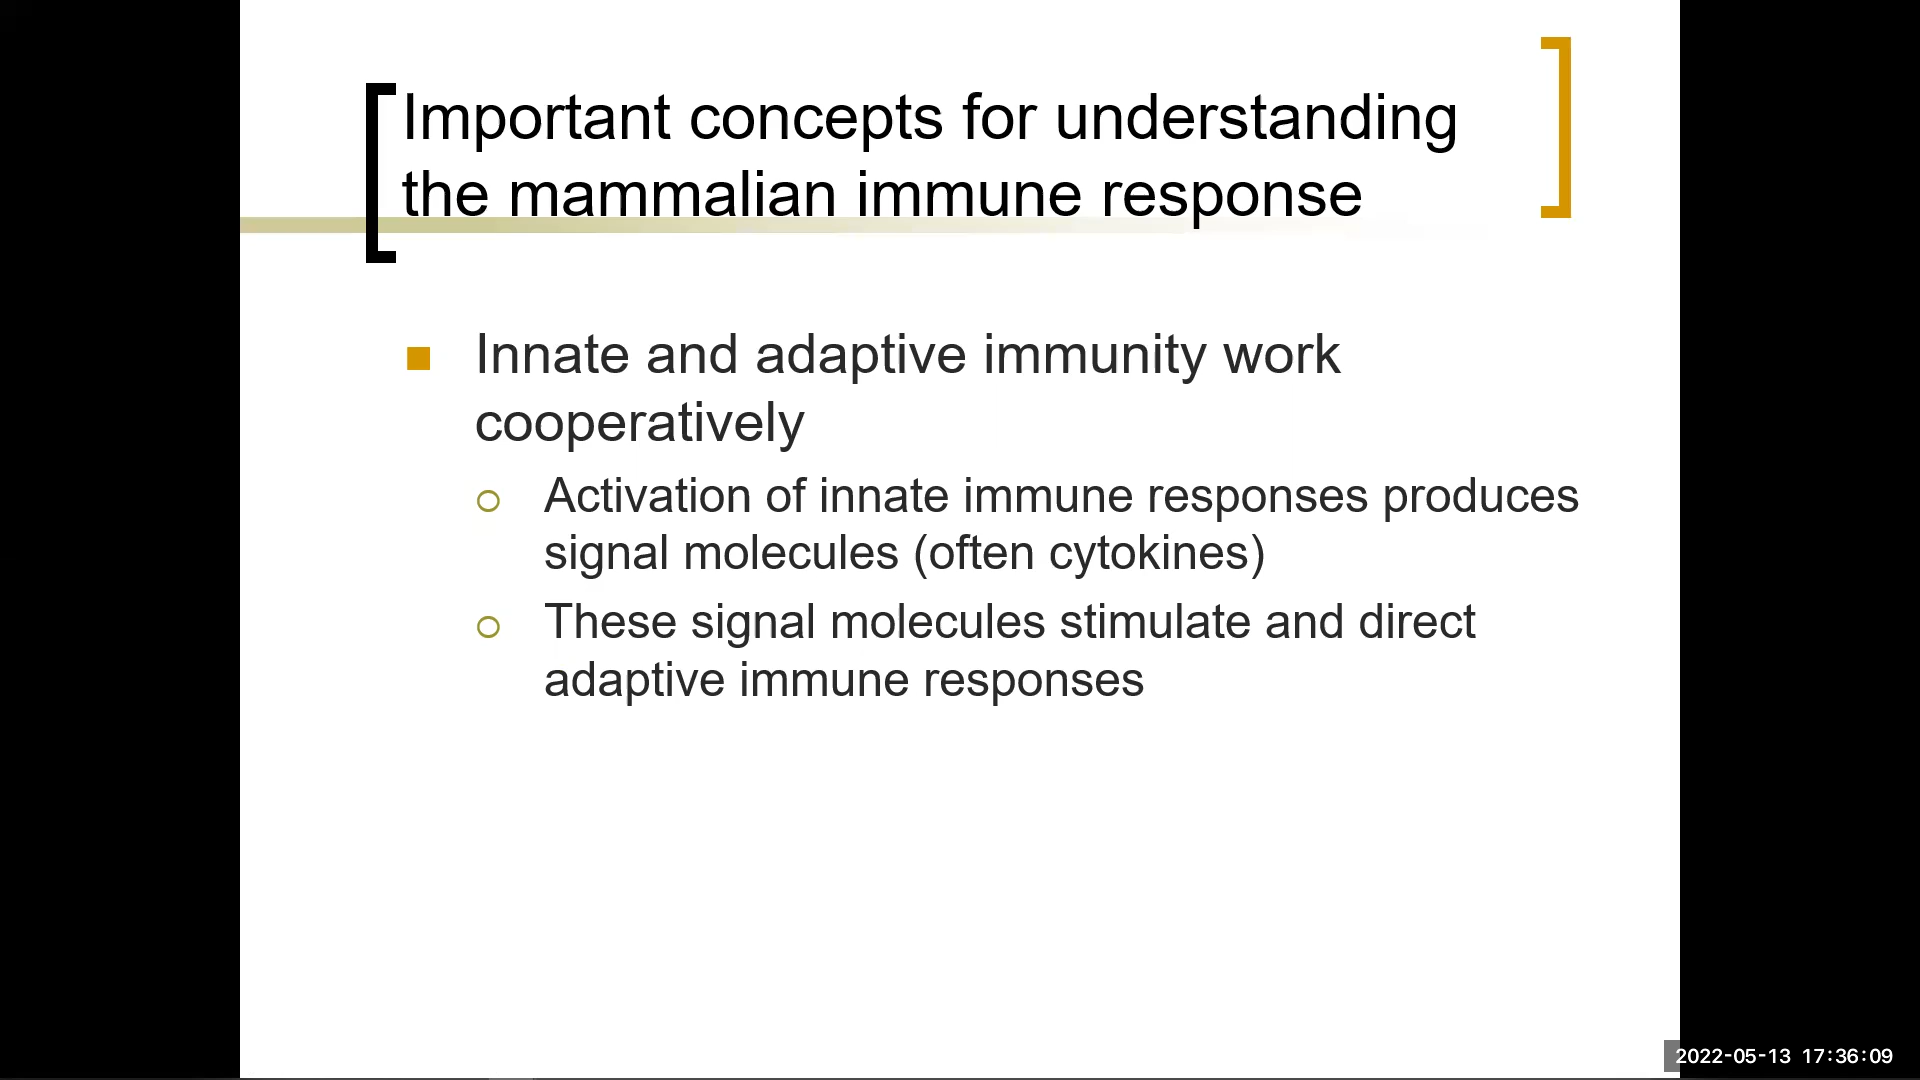 Important concepts for understanding
the mammalian immune response
Innate and adaptive immunity work
cooperatively
Activation of innate immune responses produces
signal molecules (often cytokines)
These signal molecules stimulate and direct
adaptive immune responses
2022-05-13 17:36:09